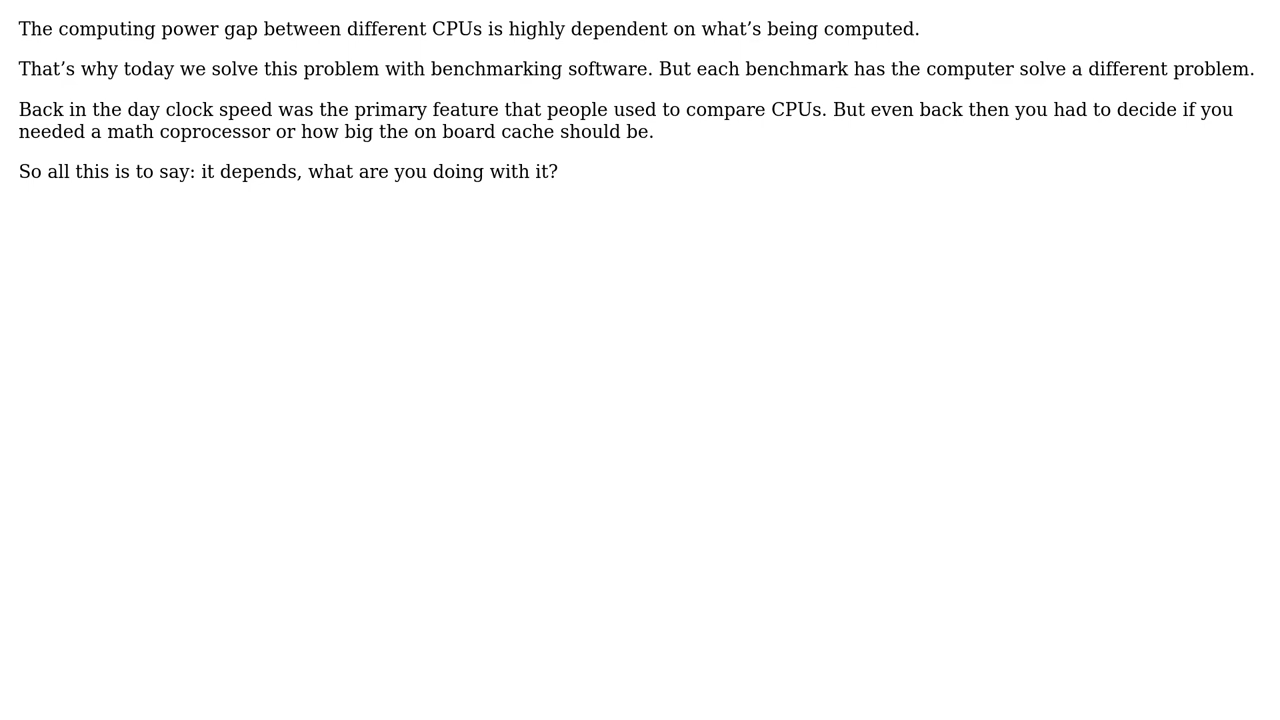 The computing power gap between different CPUs is highly dependent on what’s being computed.
That’s why today we solve this problem with benchmarking software. But each benchmark has the computer solve a different problem.
Back in the day clock speed was the primary feature that people used to compare CPUs. But even back then you had to decide if you
needed a math coprocessor or how big the on board cache should be.
So all this is to say: it depends, what are you doing with it?